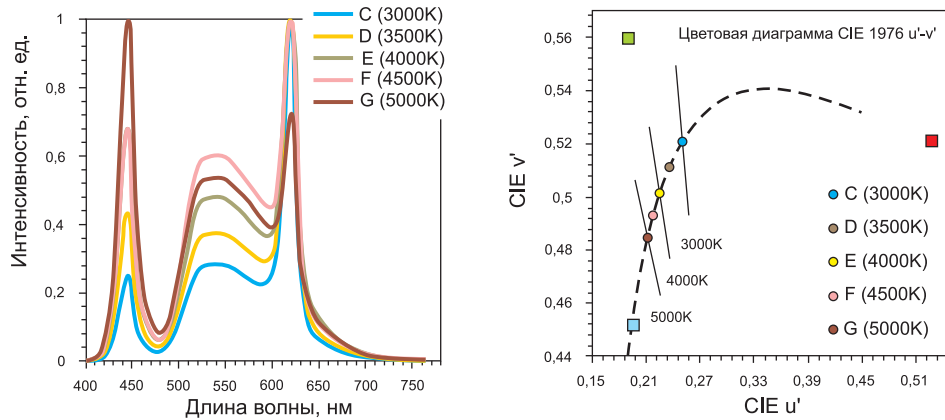 Интенсивность, отн. ед.
1
0,8
0,6
0,4
0,2
0
400 450 500 550 600 650 700 750
Длина волны, нм
C (3000K)
D (3500K)
E (4000K)
F (4500K)
G (5000K)
CIE v'
0,56
0,54
0,52
0,5
0,48
0,46
0,44
0,15 0,21 0,27 0,33 0,39 0,45 0,51
CIE u'
Цветовая диаграмма CIE 1976 u'-v'
3000K
4000K
5000K
C (3000K)
D (3500K)
E (4000K)
F (4500K)
G (5000K)